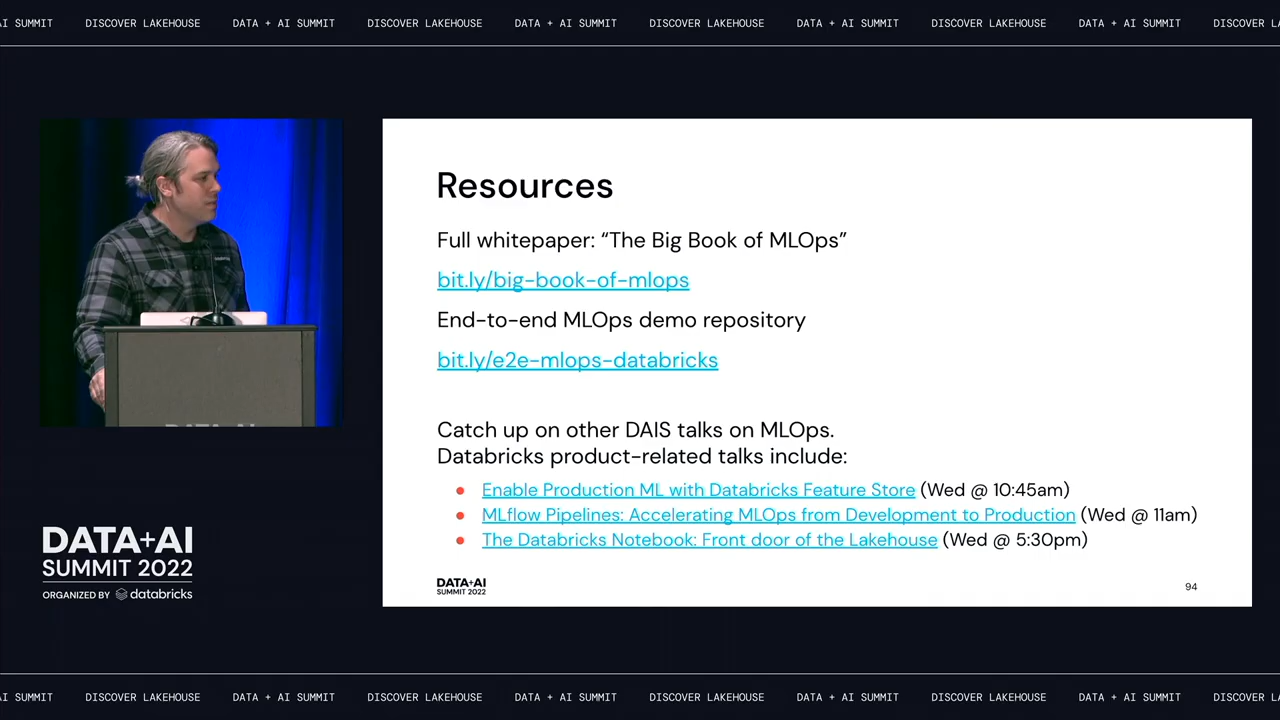 AI SUMMIT DISCOVER LAKEHOUSE DATA + AI SUMMIT DISCOVER LAKEHOUSE DATA + AI SUMMIT DISCOVER LAKEHOUSE DATA + AI SUMMIT DISCOVER LAKEHOUSE DATA + AI SUMMIT DISCOVER L
Resources
Full whitepaper: “The Big Book of MLOps”
bit.ly/big-book-of-mlops
End-to-end MLOps demo repository
bit.ly/e2e-mlops-databricks
Catch up on other DAIS talks on MLOps.
Databricks product-related talks include:
● Enable Production ML with Databricks Feature Store (Wed @ 10:45am)
● MLflow Pipelines: Accelerating MLOps from Development to Production (Wed @ 11am)
● The Databricks Notebook: Front door of the Lakehouse (Wed @ 5:30pm)
DATA+AI
SUMMIT 2022
94
DATA+AI
DATA+AI
SUMMIT 2022
ORGANIZED BY databricks
AI SUMMIT DISCOVER LAKEHOUSE DATA + AI SUMMIT DISCOVER LAKEHOUSE DATA + AI SUMMIT DISCOVER LAKEHOUSE DATA + AI SUMMIT DISCOVER LAKEHOUSE DATA + AI SUMMIT DISCOVER L